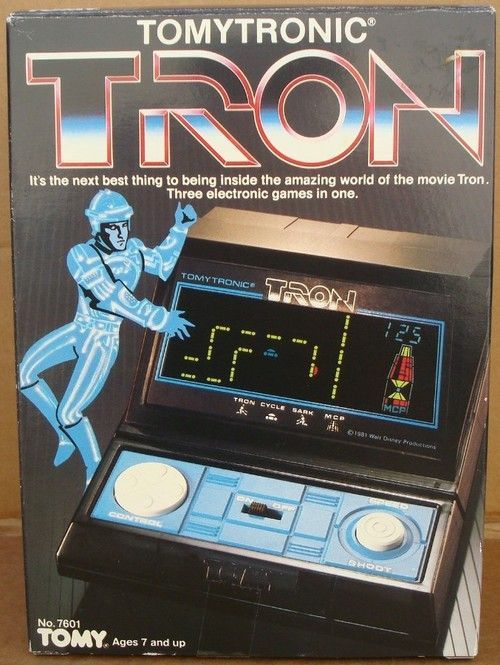 TOMYTRONIC®
TRON
It's the next best thing to being inside the amazing world of the movie Tron.
Three electronic games in one.
TOMYTRONIC® TRON
125
MCP
TRON CYCLE SARK MCP
©1981 Walt Disney Productions
ON OFF
SPEED
CONTROL
SHOOT
No. 7601
TOMY® Ages 7 and up